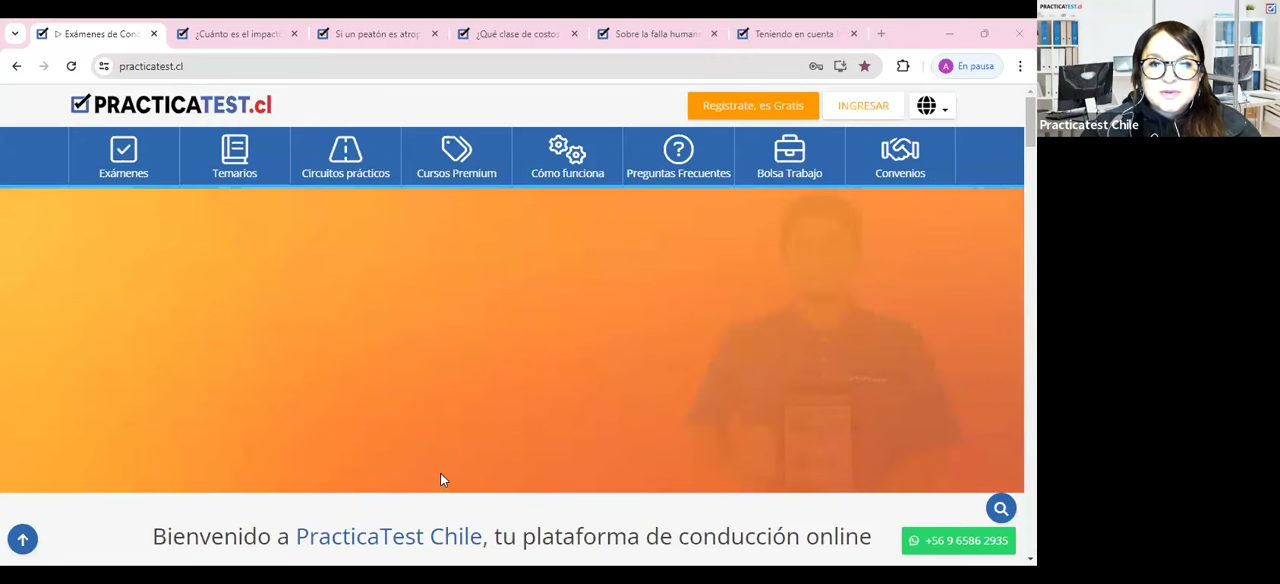 ▷ Exámenes de Con
¿Cuánto es el impact
Si un peatón es atrop
¿Qué clase de costos
Sobre la falla human
Teniendo en cuenta
practicatest.cl
A En pausa
PRACTICATEST.cl
Regístrate, es Gratis
INGRESAR
Exámenes
Temarios
Circuitos prácticos
Cursos Premium
Cómo funciona
Preguntas Frecuentes
Bolsa Trabajo
Convenios
Bienvenido a PracticaTest Chile, tu plataforma de conducción online
+56 9 6586 2935
PRACTICATEST.cl
Practicatest Chile